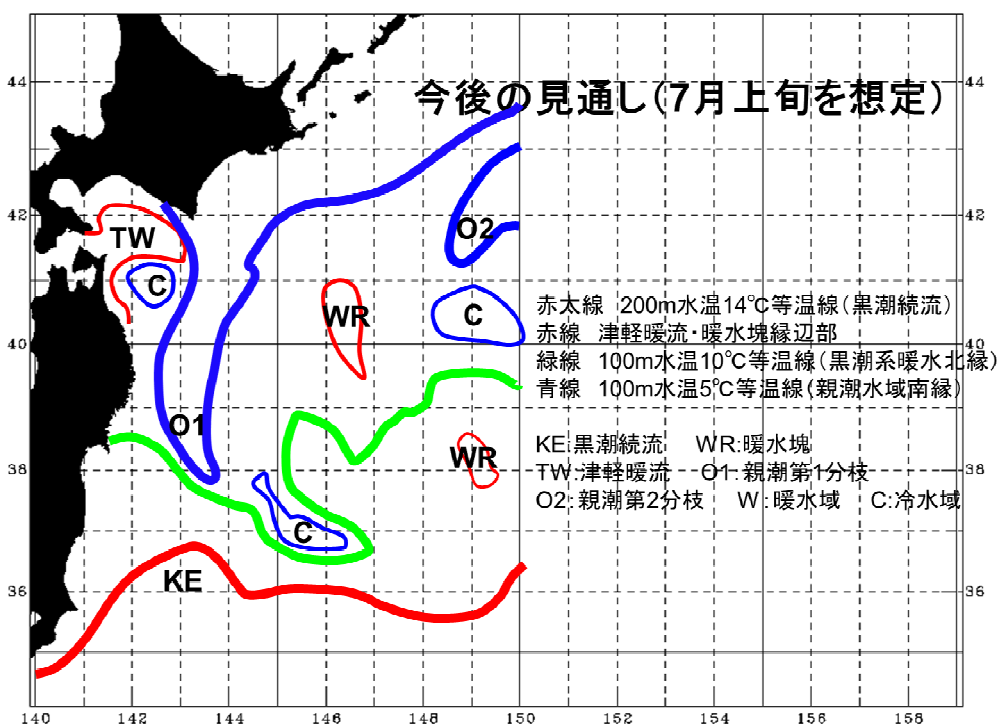 今後の見通し(7月上旬を想定)
44
44
42
42
TW
O2
C
WR
C
赤太線 200m水温14℃等温線(黒潮続流)
赤線 津軽暖流・暖水塊縁辺部
40
40
緑線 100m水温10℃等温線(黒潮系暖水北縁)
青線 100m水温5℃等温線(親潮水域南縁)
O1
KE:黒潮続流 WR:暖水塊
WR
38
38
TW:津軽暖流 O1:親潮第1分枝
O2:親潮第2分枝 W:暖水域 C:冷水域
C
KE
36
36
140 142 144 146 148 150 152 154 156 158